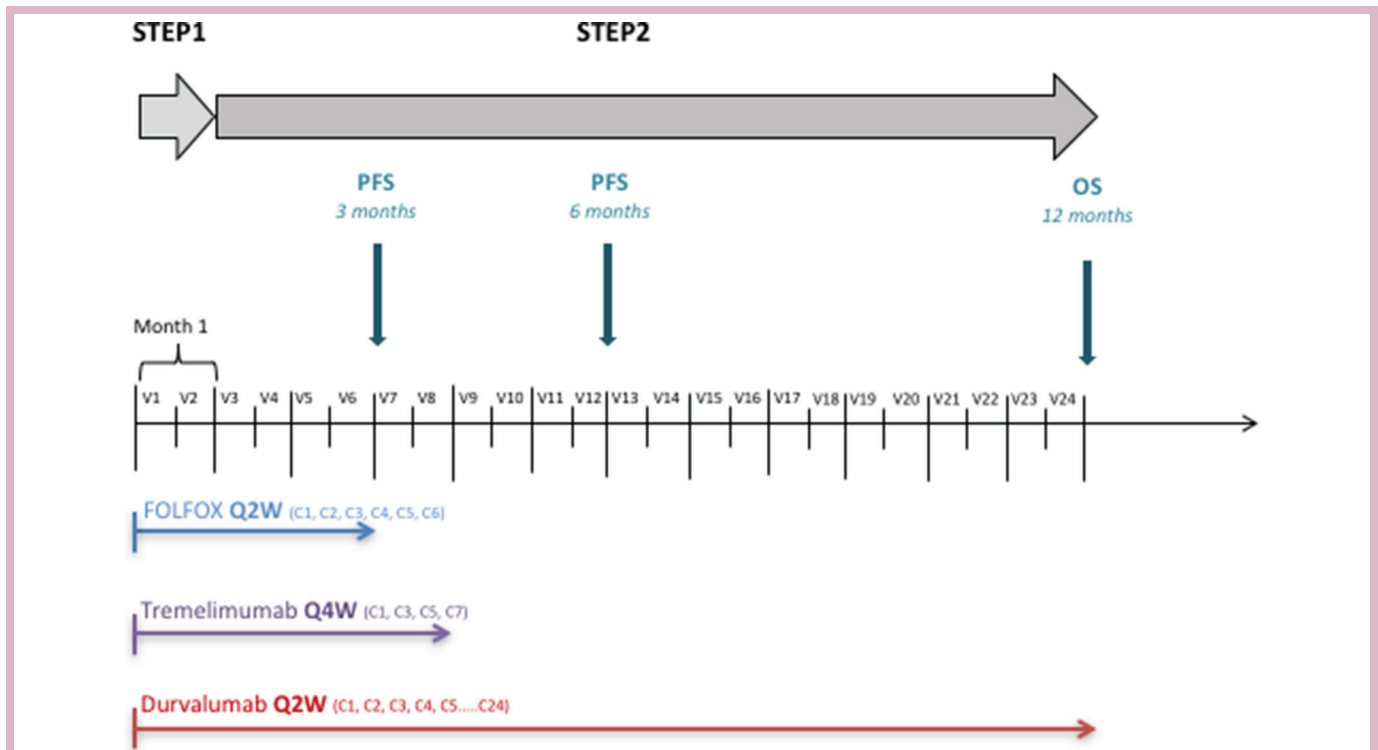 STEP1 STEP2
PFS PFS OS
3 months 6 months 12 months
Month 1
V1 V2 V3 V4 V5 V6 V7 V8 V9 V10 V11 V12 V13 V14 V15 V16 V17 V18 V19 V20 V21 V22 V23 V24
FOLFOX Q2W (C1, C2, C3, C4, C5, C6)
Tremelimumab Q4W (C1, C3, C5, C7)
Durvalumab Q2W (C1, C2, C3, C4, C5.....C24)